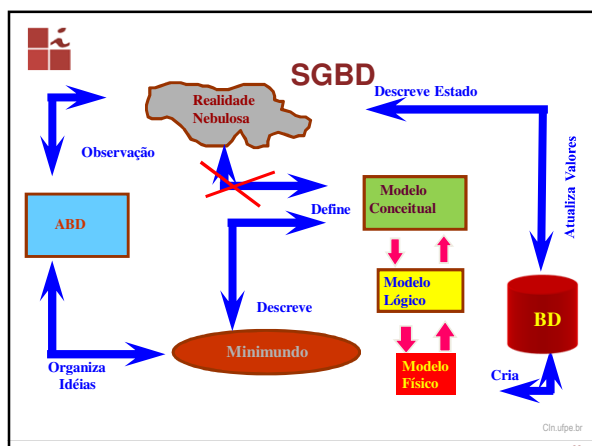 SGBD
Realidade
Nebulosa
Descreve Estado
Observação
Atualiza Valores
Modelo
Conceitual
Define
ABD
Modelo
Lógico
Descreve
BD
Minimundo
Modelo
Físico
Organiza
Idéias
Cria
CIn.ufpe.br